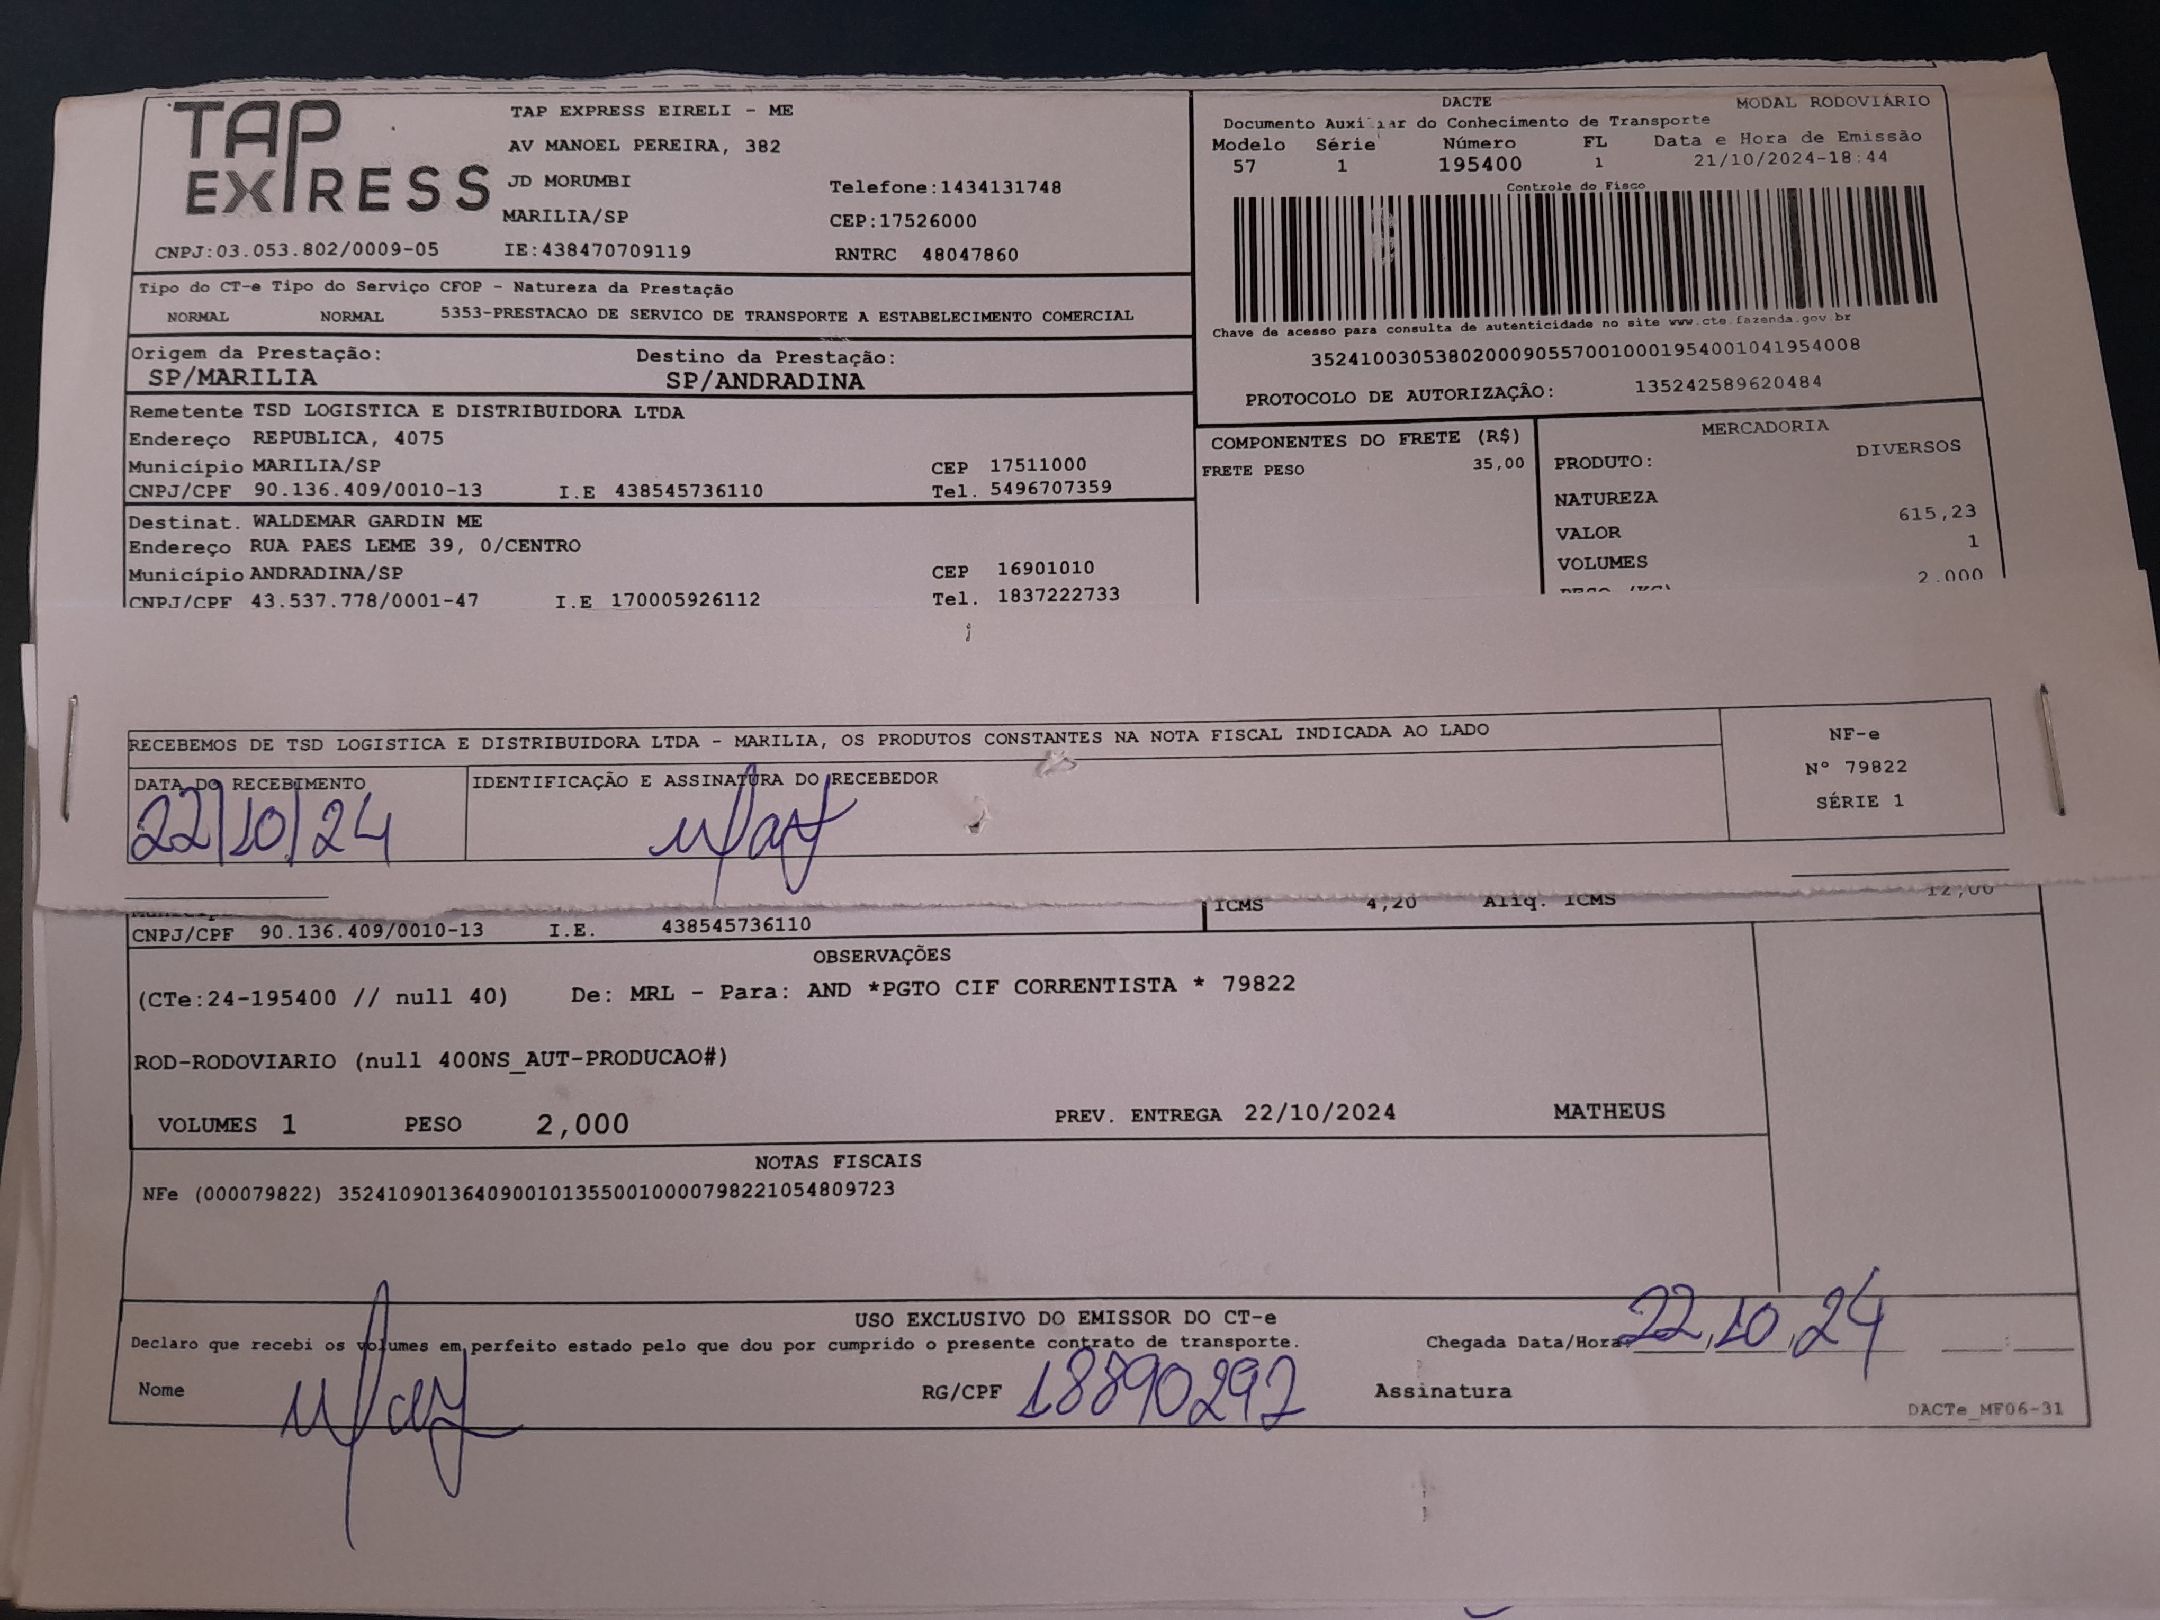 TAP EXPRESS
TAP EXPRESS EIRELI - ME
AV MANOEL PEREIRA, 382
JD MORUMBI
Telefone:1434131748
MARILIA/SP
CEP:17526000
CNPJ:03.053.802/0009-05 IE:438470709119
RNTRC 48047860
DACTE MODAL RODOVIÁRIO
Documento Auxiliar do Conhecimento de Transporte
Modelo Série Número FL Data e Hora de Emissão
57 1 195400 1 21/10/2024-18:44
Controle do Fisco
Chave de acesso para consulta de autenticidade no site www.cte.fazenda.gov.br
35241003053802000905570010001954001041954008
PROTOCOLO DE AUTORIZAÇÃO: 135242589620484
Tipo do CT-e Tipo do Serviço CFOP - Natureza da Prestação
NORMAL NORMAL 5353-PRESTACAO DE SERVICO DE TRANSPORTE A ESTABELECIMENTO COMERCIAL
Origem da Prestação: Destino da Prestação:
SP/MARILIA SP/ANDRADINA
Remetente TSD LOGISTICA E DISTRIBUIDORA LTDA
Endereço REPUBLICA, 4075
Município MARILIA/SP CEP 17511000
CNPJ/CPF 90.136.409/0010-13 I.E 438545736110 Tel. 5496707359
Destinat. WALDEMAR GARDIN ME
Endereço RUA PAES LEME 39, 0/CENTRO
Município ANDRADINA/SP CEP 16901010
CNPJ/CPF 43.537.778/0001-47 I.E 170005926112 Tel. 1837222733
COMPONENTES DO FRETE (R$)
FRETE PESO 35,00
MERCADORIA
PRODUTO: DIVERSOS
NATUREZA
VALOR 615,23
VOLUMES 1
2.000
RECEBEMOS DE TSD LOGISTICA E DISTRIBUIDORA LTDA - MARILIA, OS PRODUTOS CONSTANTES NA NOTA FISCAL INDICADA AO LADO
DATA DO RECEBIMENTO IDENTIFICAÇÃO E ASSINATURA DO RECEBEDOR
22/10/24
NF-e
Nº 79822
SÉRIE 1
ICMS 4,20 Aliq. ICMS 12,00
CNPJ/CPF 90.136.409/0010-13 I.E. 438545736110
OBSERVAÇÕES
(CTe:24-195400 // null 40) De: MRL - Para: AND *PGTO CIF CORRENTISTA * 79822
ROD-RODOVIARIO (null 400NS_AUT-PRODUCAO#)
VOLUMES 1 PESO 2,000 PREV. ENTREGA 22/10/2024 MATHEUS
NOTAS FISCAIS
NFe (000079822) 35241090136409001013550010000798221054809723
USO EXCLUSIVO DO EMISSOR DO CT-e
Declaro que recebi os volumes em perfeito estado pelo que dou por cumprido o presente contrato de transporte. Chegada Data/Hora 22,10,24
Nome RG/CPF 18890297 Assinatura
DACTe_MF06-31